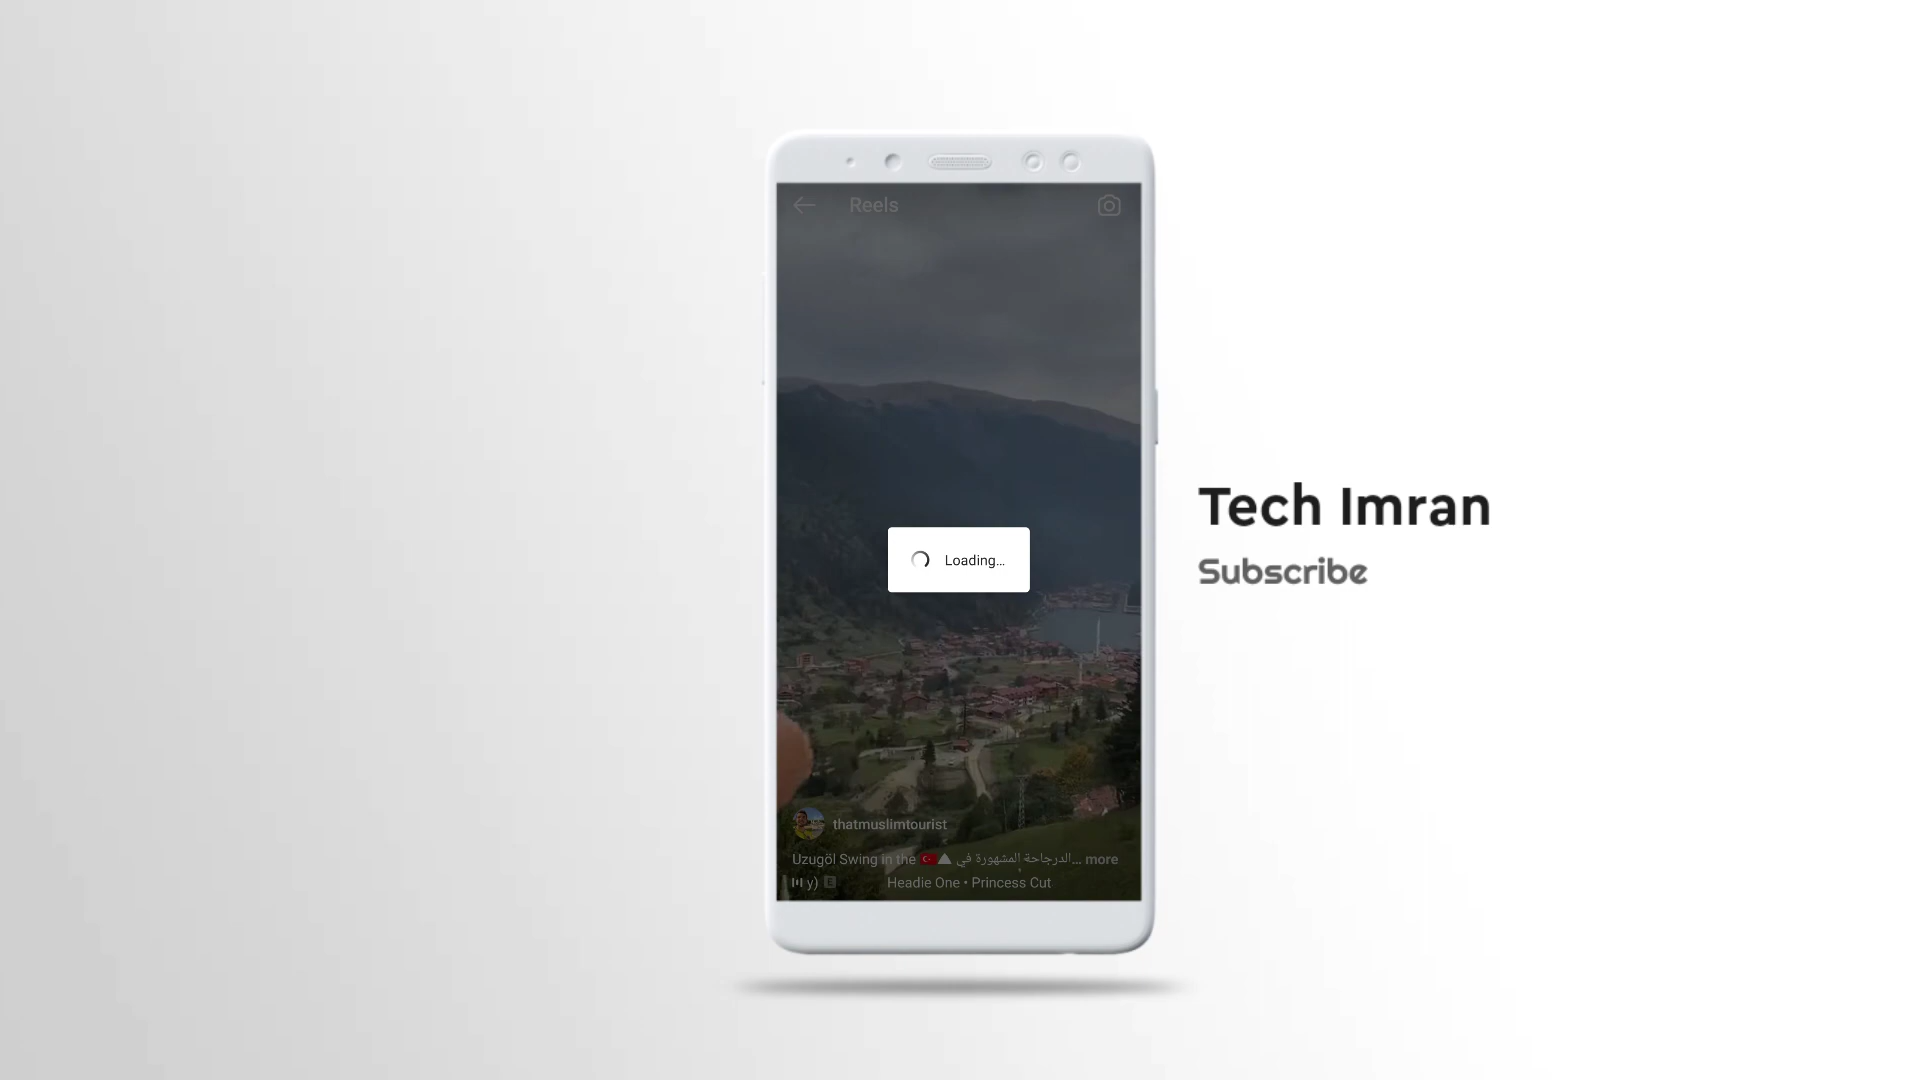 Reels
Loading...
Tech Imran
Subscribe
thatmuslimtourist
Uzugöl Swing in the 🇹🇷 الدرجاحة المشهورة في... more
y) E Headie One • Princess Cut